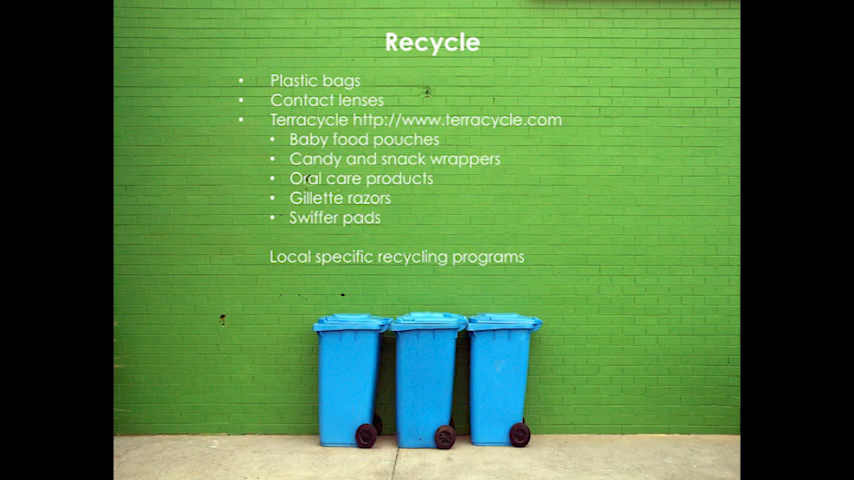 Recycle
• Plastic bags
• Contact lenses
• Terracycle http://www.terracycle.com
• Baby food pouches
• Candy and snack wrappers
• Oral care products
• Gillette razors
• Swiffer pads
Local specific recycling programs